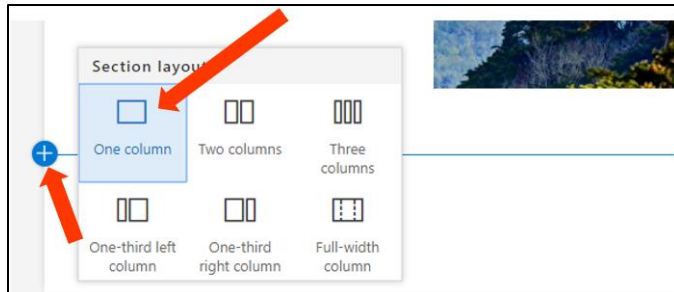 Section layout
One column
Two columns
Three
columns
One-third left
column
One-third
right column
Full-width
column